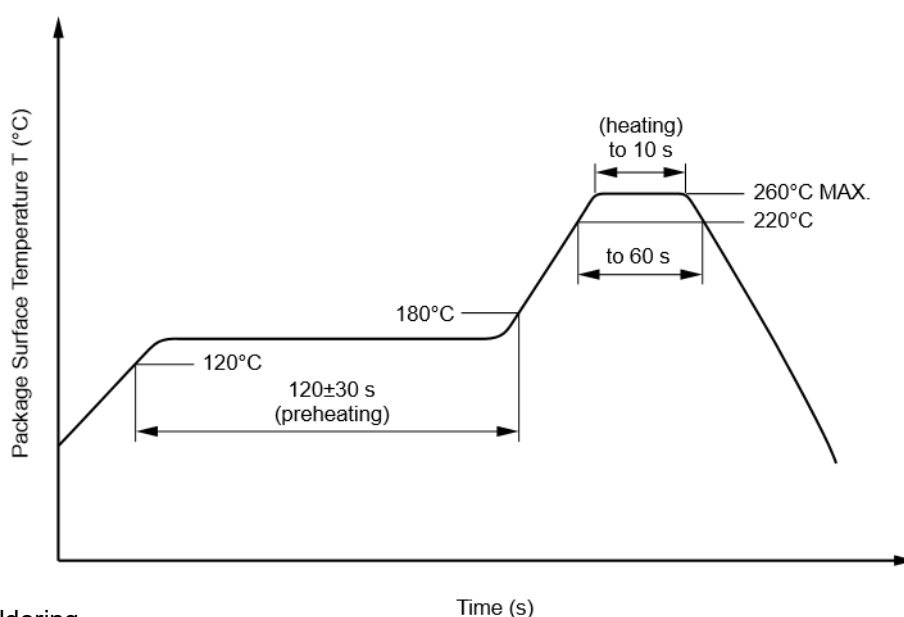 Package Surface Temperature T (°C)
(heating)
to 10 s
260°C MAX.
220°C
to 60 s
180°C
120°C
120±30 s
(preheating)
Time (s)